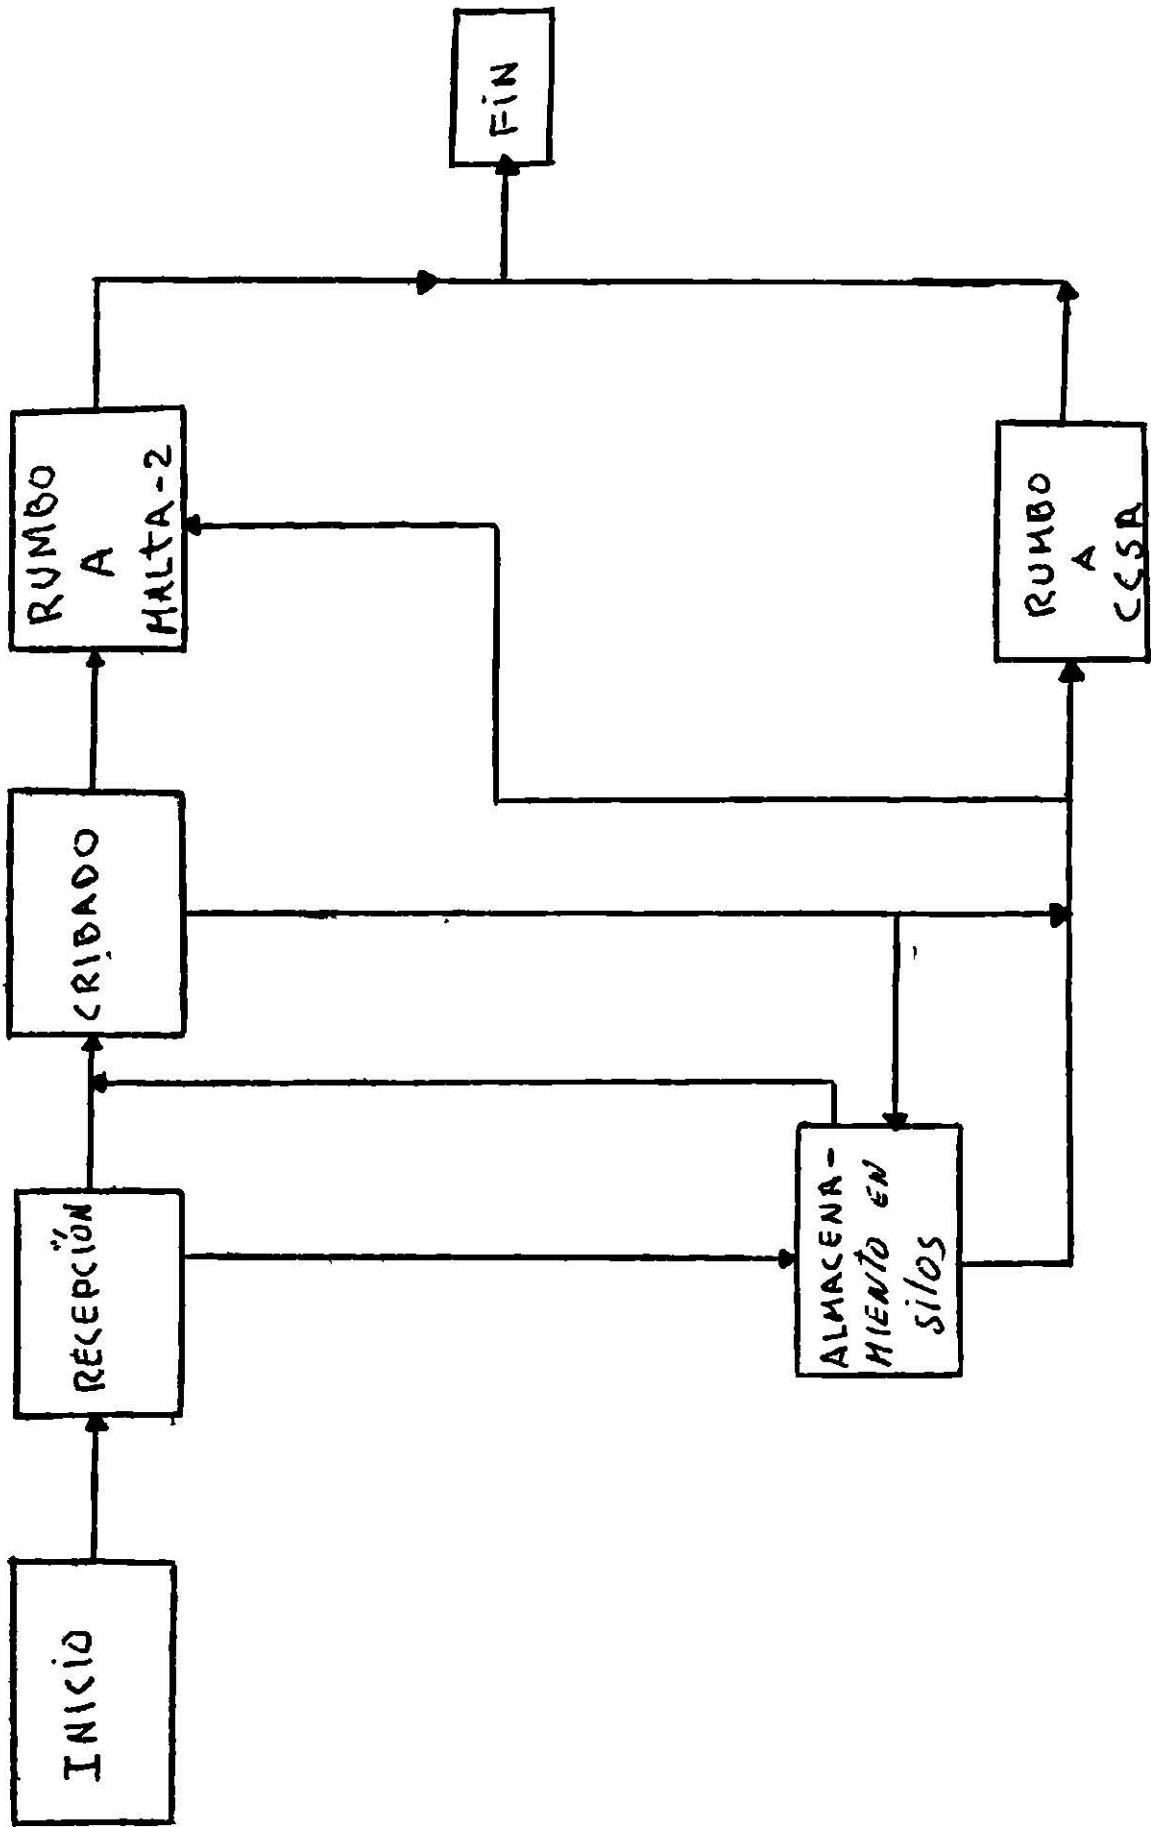 INICIO
RECEPCIÓN
CRIBADO
RUMBO
A
MALTA-2
FIN
ALMACENA-
MIENTO EN
SILOS
RUMBO
A
CCSA